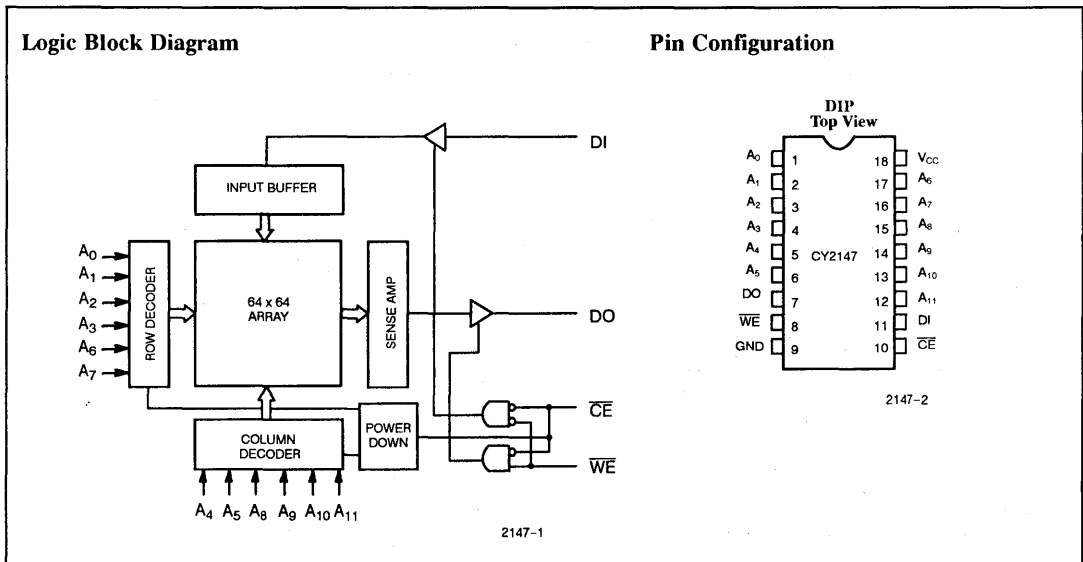 Logic Block Diagram
DI
INPUT BUFFER
A0
A1
A2
A3
A6
A7
ROW DECODER
64 x 64
ARRAY
SENSE AMP
DO
COLUMN
DECODER
POWER
DOWN
CE
WE
A4 A5 A8 A9 A10 A11
2147-1
Pin Configuration
DIP
Top View
A0 1 18 VCC
A1 2 17 A6
A2 3 16 A7
A3 4 15 A8
A4 5 CY2147 14 A9
A5 6 13 A10
DO 7 12 A11
WE 8 11 DI
GND 9 10 CE
2147-2